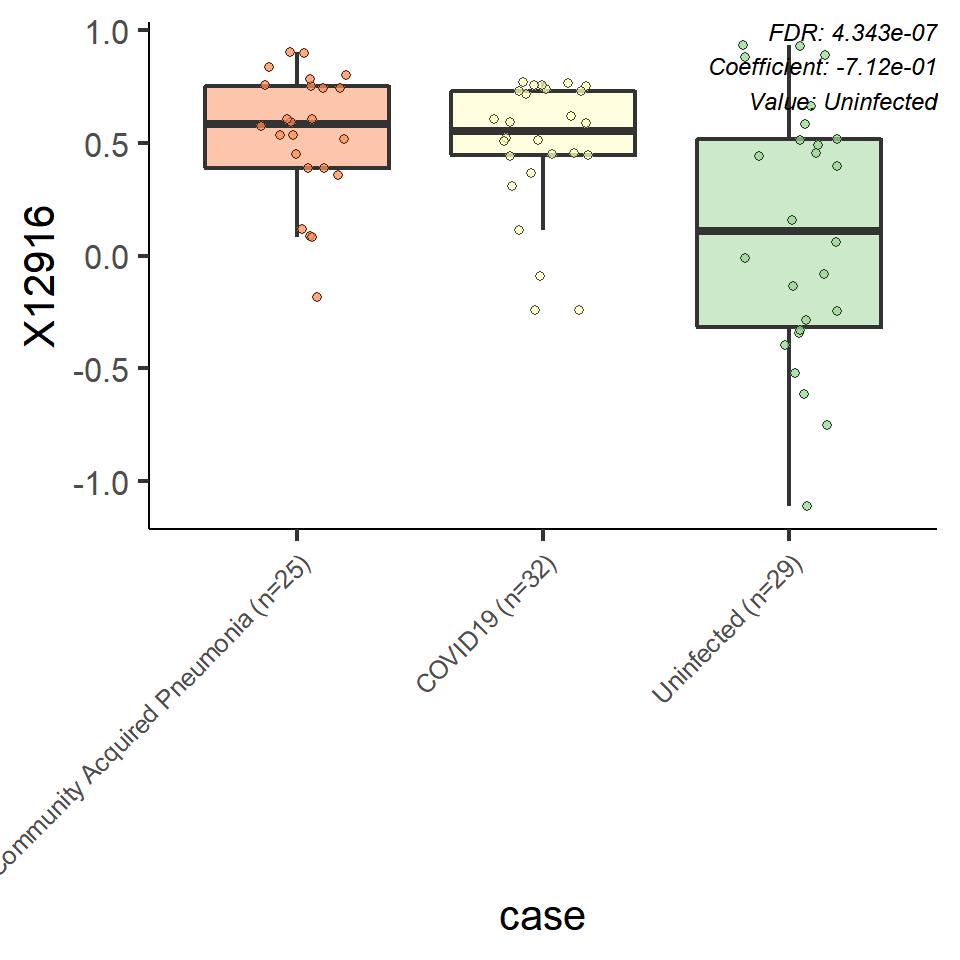 FDR: 4.343e-07
Coefficient: -7.12e-01
Value: Uninfected
1.0
0.5
0.0
-0.5
-1.0
X12916
Community Acquired Pneumonia (n=25)
COVID19 (n=32)
Uninfected (n=29)
case